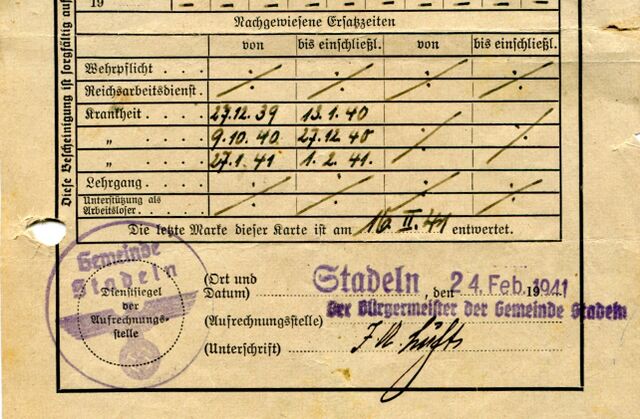 19
Nachgewiesene Ersatzzeiten
von bis einschließl. von bis einschließl.
Wehrpflicht . . . .
Reichsarbeitsdienst .
Krankheit . . . . 27.12.39 13.1.40
„ . . . . 9.10.40 27.12.40
„ . . . . 27.1.41 1.2.41.
Lehrgang . . . .
Unterstützung als Arbeitsloser . . .
Die letzte Marke dieser Karte ist am 16. II. 41 entwertet.
Diese Bescheinigung ist sorgfältig auf
Gemeinde
Stadeln
Dienstsiegel
der
Aufrechnungs-
stelle
(Ort und Datum) Stadeln, den 24. Feb. 1941
(Aufrechnungsstelle) Der Bürgermeister der Gemeinde Stadeln
(Unterschrift)